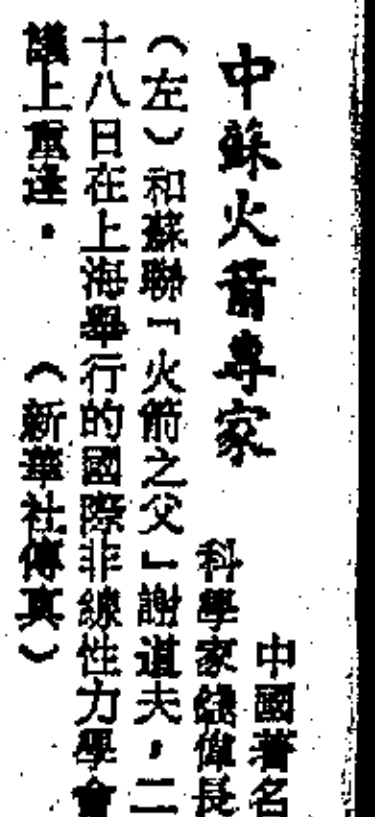 中蘇火箭專家
中國著名
科學家錢偉長
（左）和蘇聯「火箭之父」謝道夫，二
十八日在上海舉行的國際非線性力學會
議上重逢。　（新華社傳真）